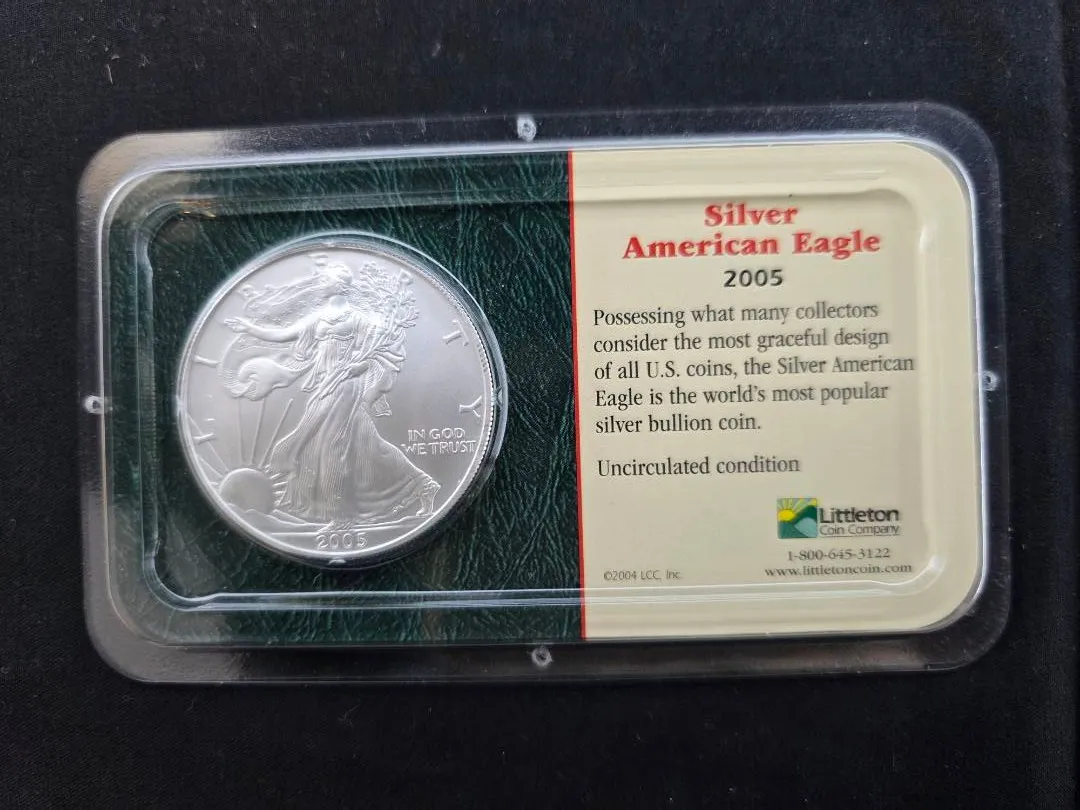 LIBERTY
IN GOD
WE TRUST
2005
Silver
American Eagle
2005
Possessing what many collectors
consider the most graceful design
of all U.S. coins, the Silver American
Eagle is the world's most popular
silver bullion coin.
Uncirculated condition
Littleton
Coin Company
1-800-645-3122
www.littletoncoin.com
©2004 LCC, Inc.